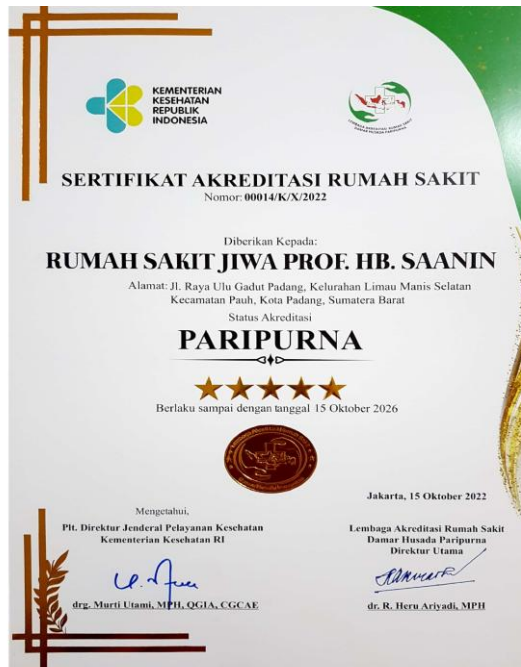 KEMENTERIAN
KESEHATAN
REPUBLIK
INDONESIA
SERTIFIKAT AKREDITASI RUMAH SAKIT
Nomor: 00014/K/X/2022
Diberikan Kepada:
RUMAH SAKIT JIWA PROF. HB. SAANIN
Alamat: Jl. Raya Ulu Gadut Padang, Kelurahan Limau Manis Selatan
Kecamatan Pauh, Kota Padang, Sumatera Barat
Status Akreditasi
PARIPURNA
Berlaku sampai dengan tanggal 15 Oktober 2026
Jakarta, 15 Oktober 2022
Mengetahui,
Plt. Direktur Jenderal Pelayanan Kesehatan
Kementerian Kesehatan RI
drg. Murti Utami, MPH, QGIA, CGCAE
Lembaga Akreditasi Rumah Sakit
Damar Husada Paripurna
Direktur Utama
dr. R. Heru Ariyadi, MPH